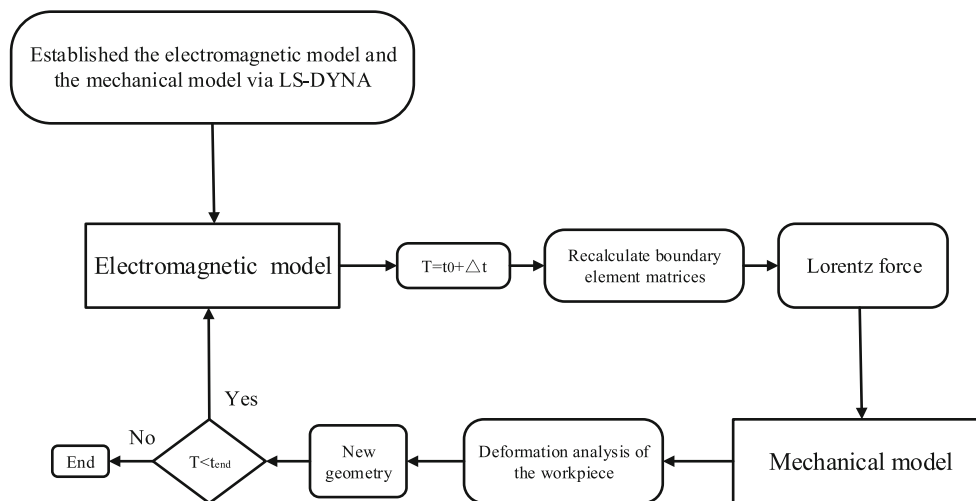 Established the electromagnetic model and
the mechanical model via LS-DYNA
Electromagnetic model
T=t0+△t
Recalculate boundary
element matrices
Lorentz force
Yes
No
End
T<tend
New
geometry
Deformation analysis of
the workpiece
Mechanical model